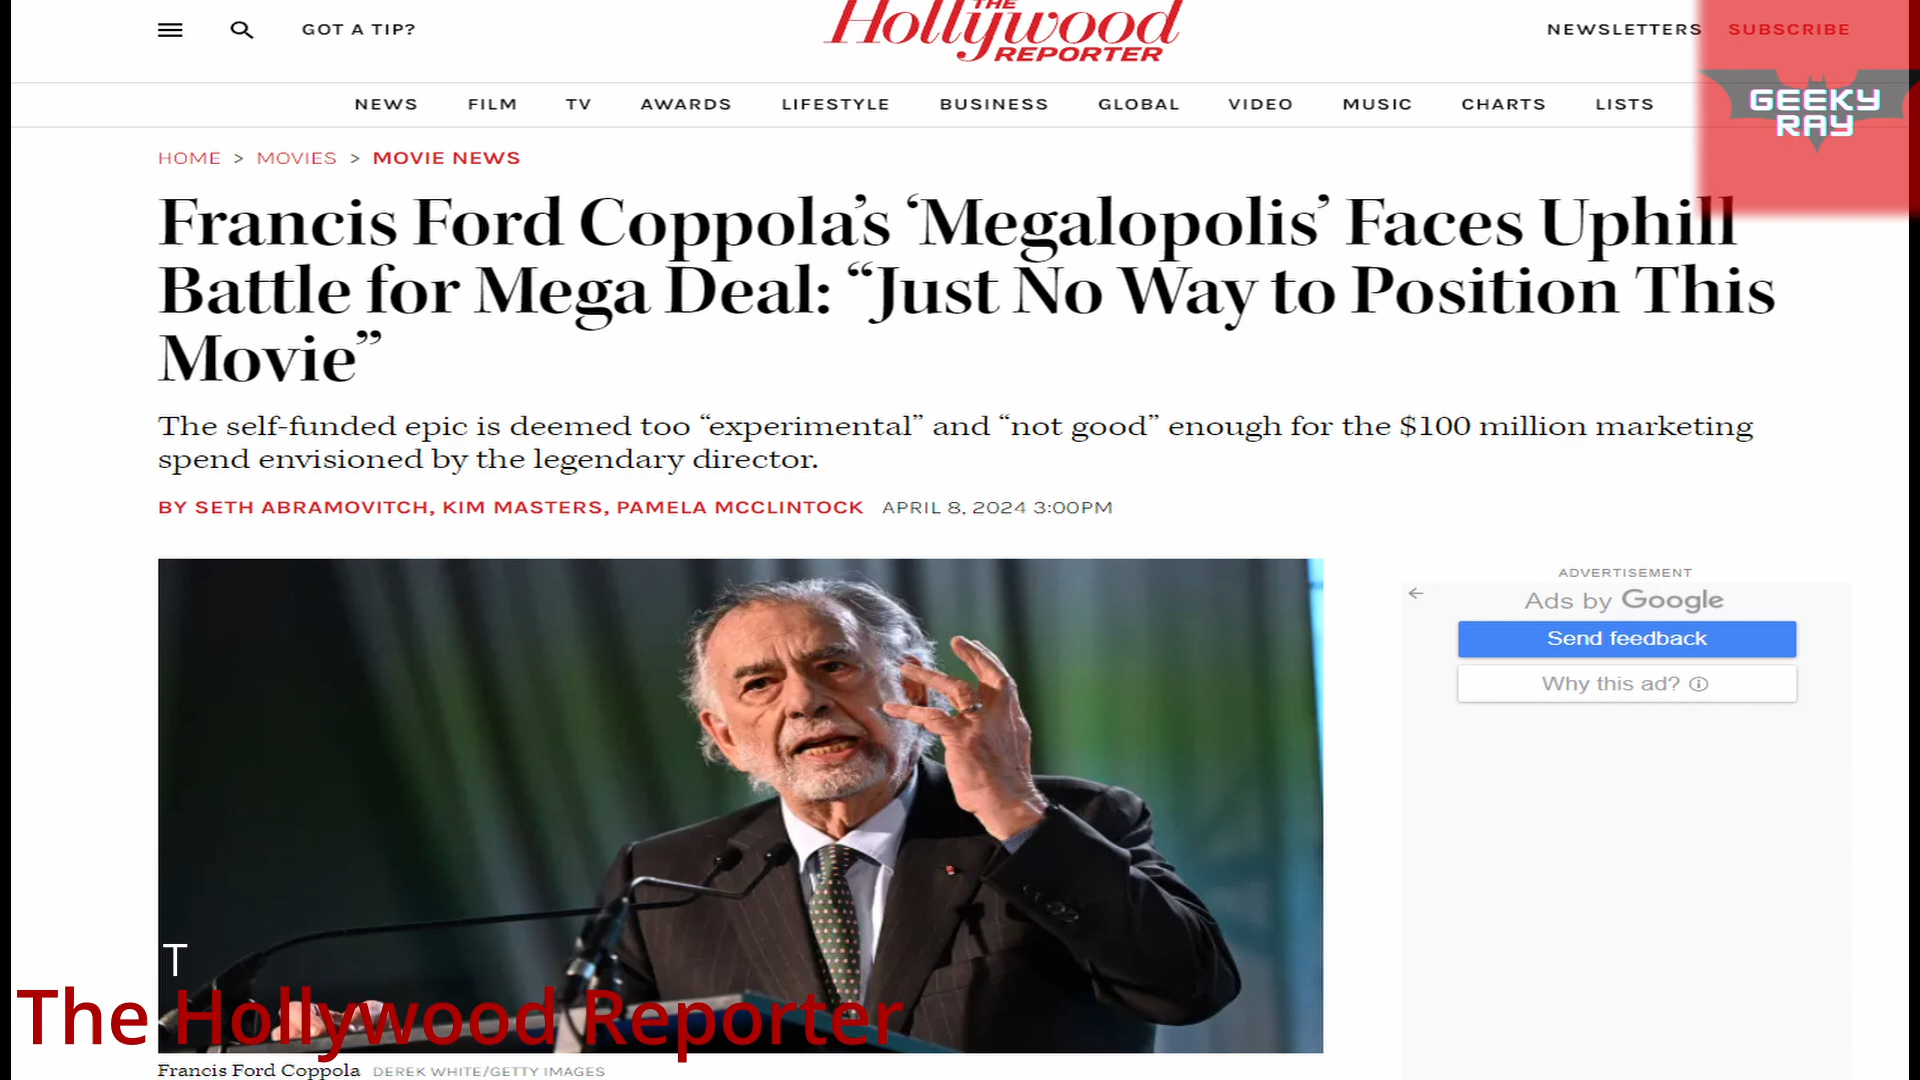 GOT A TIP?
THE
Hollywood
REPORTER
NEWSLETTERS SUBSCRIBE
NEWS FILM TV AWARDS LIFESTYLE BUSINESS GLOBAL VIDEO MUSIC CHARTS LISTS
GEEKY
RAY
HOME > MOVIES > MOVIE NEWS
Francis Ford Coppola’s ‘Megalopolis’ Faces Uphill
Battle for Mega Deal: “Just No Way to Position This
Movie”
The self-funded epic is deemed too “experimental” and “not good” enough for the $100 million marketing
spend envisioned by the legendary director.
BY SETH ABRAMOVITCH, KIM MASTERS, PAMELA MCCLINTOCK APRIL 8, 2024 3:00PM
ADVERTISEMENT
Ads by Google
Send feedback
Why this ad?
T
The Hollywood Reporter
Francis Ford Coppola DEREK WHITE/GETTY IMAGES